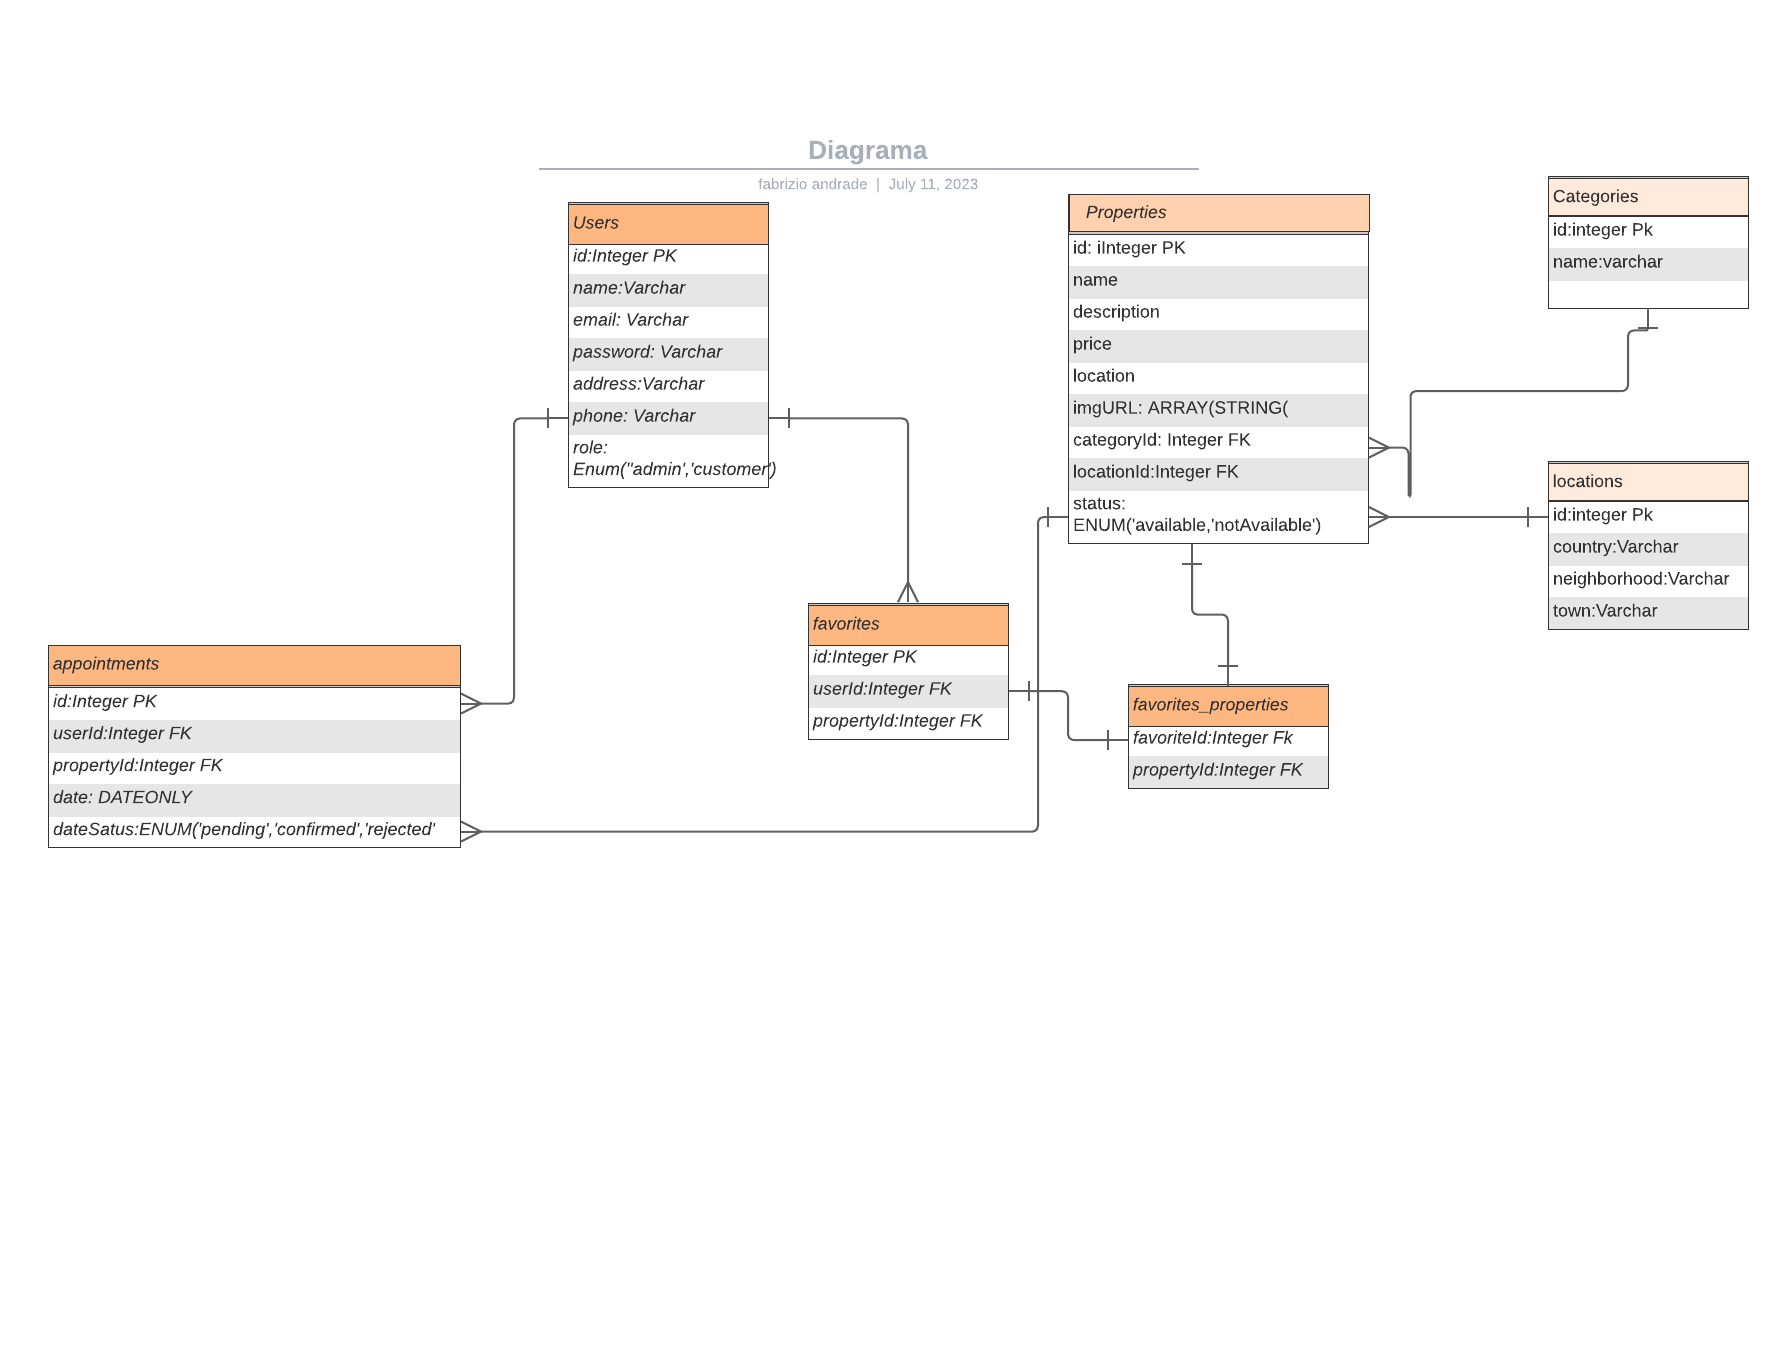 Diagrama
fabrizio andrade | July 11, 2023
Users
id:Integer PK
name:Varchar
email: Varchar
password: Varchar
address:Varchar
phone: Varchar
role:
Enum("admin','customer')
Properties
id: iInteger PK
name
description
price
location
imgURL: ARRAY(STRING(
categoryId: Integer FK
locationId:Integer FK
status:
ENUM('available,'notAvailable')
Categories
id:integer Pk
name:varchar
locations
id:integer Pk
country:Varchar
neighborhood:Varchar
town:Varchar
favorites
id:Integer PK
userId:Integer FK
propertyId:Integer FK
appointments
id:Integer PK
userId:Integer FK
propertyId:Integer FK
date: DATEONLY
dateSatus:ENUM('pending','confirmed','rejected'
favorites_properties
favoriteId:Integer Fk
propertyId:Integer FK